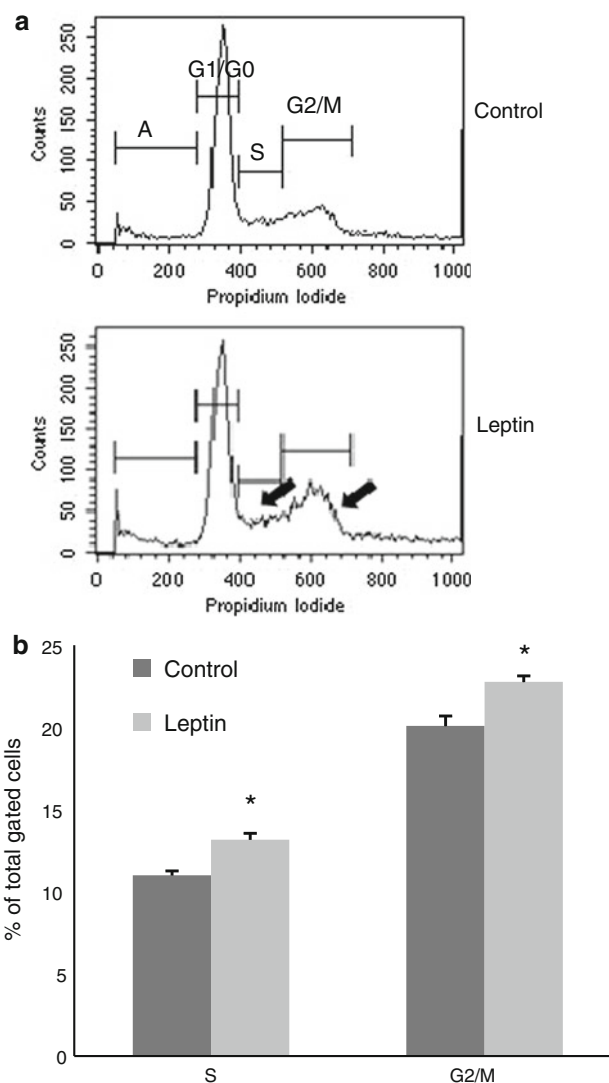 a
250
200
150
100
50
0
Counts
A
G1/G0
S
G2/M
Control
0 200 400 600 800 1000
Propidium Iodide
250
200
150
100
50
0
Counts
Leptin
0 200 400 600 800 1000
Propidium Iodide
b
25
20
15
10
5
0
% of total gated cells
Control
Leptin
*
*
S G2/M